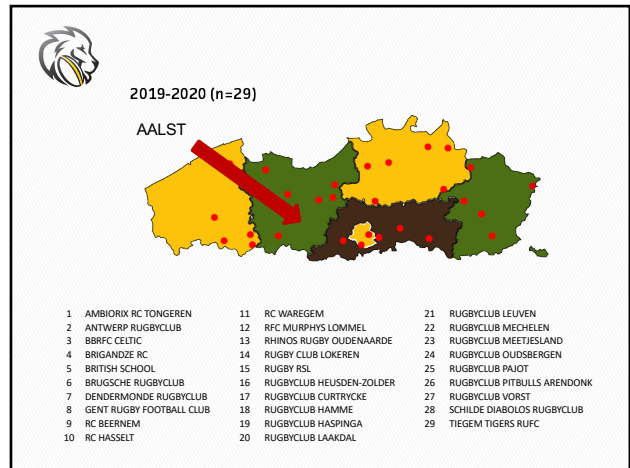 2019-2020 (n=29)
AALST
1 AMBIORIX RC TONGEREN
2 ANTWERP RUGBYCLUB
3 BBRFC CELTIC
4 BRIGANDZE RC
5 BRITISH SCHOOL
6 BRUGSCHE RUGBYCLUB
7 DENDERMONDE RUGBYCLUB
8 GENT RUGBY FOOTBALL CLUB
9 RC BEERNEM
10 RC HASSELT
11 RC WAREGEM
12 RFC MURPHYS LOMMEL
13 RHINOS RUGBY OUDENAARDE
14 RUGBY CLUB LOKEREN
15 RUGBY RSL
16 RUGBYCLUB HEUSDEN-ZOLDER
17 RUGBYCLUB CURTRYCKE
18 RUGBYCLUB HAMME
19 RUGBYCLUB HASPINGA
20 RUGBYCLUB LAAKDAL
21 RUGBYCLUB LEUVEN
22 RUGBYCLUB MECHELEN
23 RUGBYCLUB MEETJESLAND
24 RUGBYCLUB OUDSBERGEN
25 RUGBYCLUB PAJOT
26 RUGBYCLUB PITBULLS ARENDONK
27 RUGBYCLUB VORST
28 SCHILDE DIABOLOS RUGBYCLUB
29 TIEGEM TIGERS RUFC